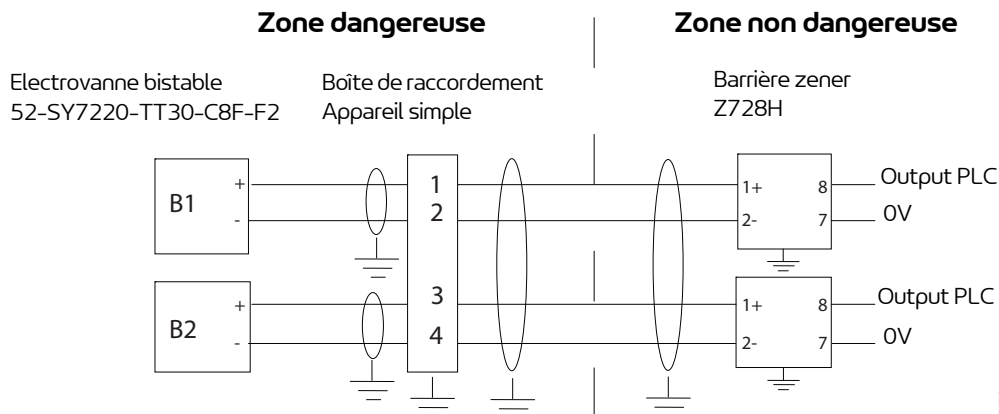 Zone dangereuse
Zone non dangereuse
Electrovanne bistable
52-SY7220-TT30-C8F-F2
Boîte de raccordement
Appareil simple
Barrière zener
Z728H
B1
+
-
1
2
1+
2-
8
7
Output PLC
0V
B2
+
-
3
4
1+
2-
8
7
Output PLC
0V